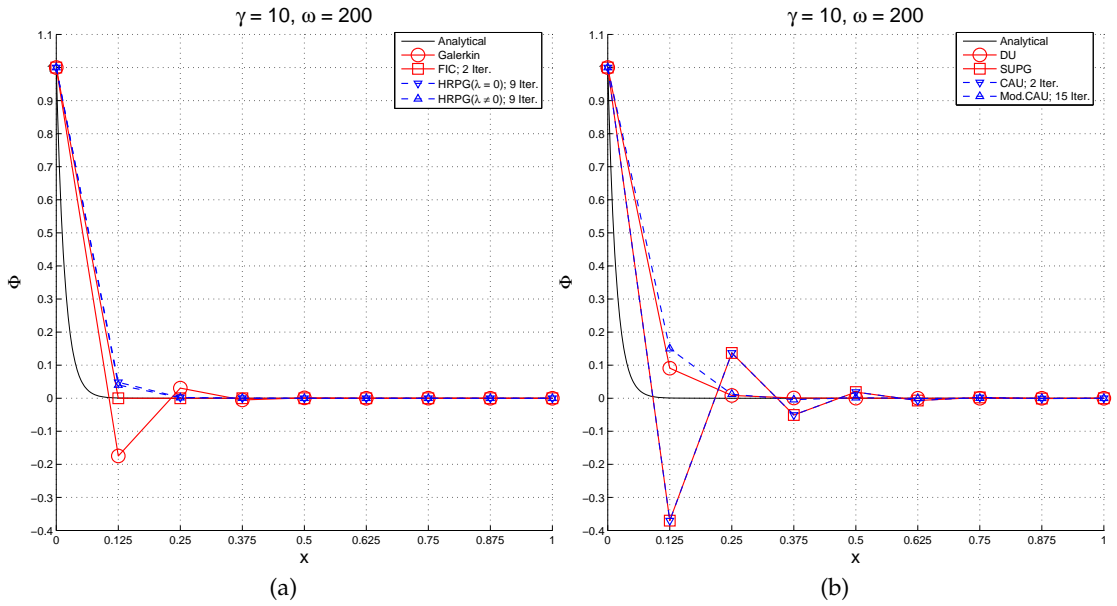 γ = 10, ω = 200
1.1
1
0.9
0.8
0.7
0.6
0.5
0.4
0.3
0.2
0.1
0
−0.1
−0.2
−0.3
−0.4
Φ
Analytical
Galerkin
FIC; 2 Iter.
HRPG(λ = 0); 9 Iter.
HRPG(λ ≠ 0); 9 Iter.
0 0.125 0.25 0.375 0.5 0.625 0.75 0.875 1
x
(a)
γ = 10, ω = 200
1.1
1
0.9
0.8
0.7
0.6
0.5
0.4
0.3
0.2
0.1
0
−0.1
−0.2
−0.3
−0.4
Φ
Analytical
DU
SUPG
CAU; 2 Iter.
Mod.CAU; 15 Iter.
0 0.125 0.25 0.375 0.5 0.625 0.75 0.875 1
x
(b)